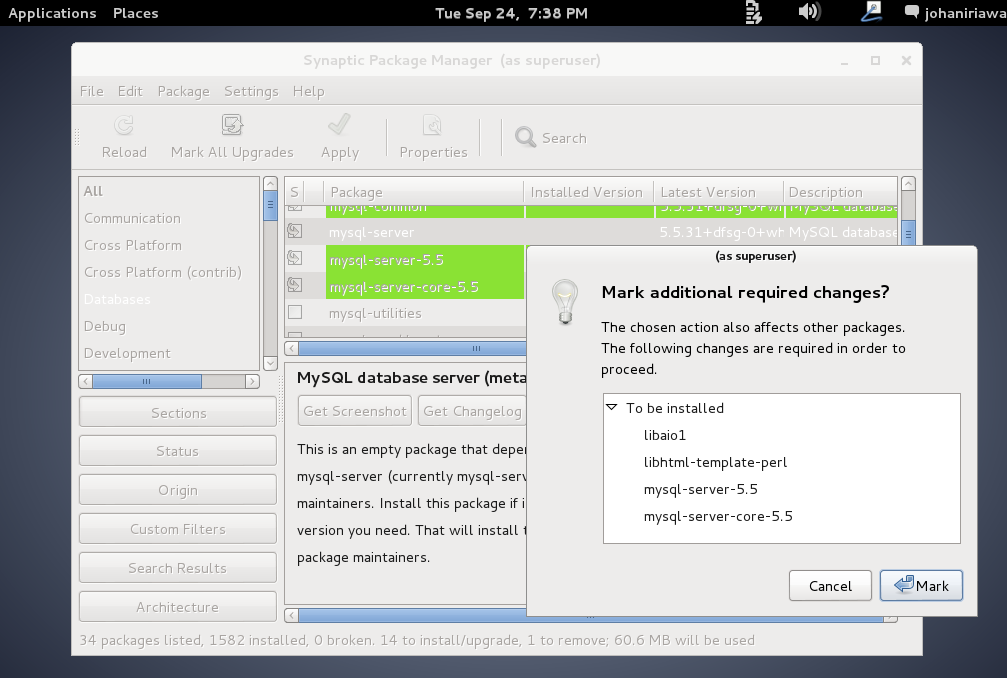 Applications Places Tue Sep 24, 7:38 PM johaniriawa
Synaptic Package Manager (as superuser)
File Edit Package Settings Help
Reload Mark All Upgrades Apply Properties Search
All
Communication
Cross Platform
Cross Platform (contrib)
Databases
Debug
Development
Sections
Status
Origin
Custom Filters
Search Results
Architecture
S Package Installed Version Latest Version Description
mysql-common 5.5.31+dfsg-0+wh MySQL database
mysql-server 5.5.31+dfsg-0+wh MySQL database
mysql-server-5.5
mysql-server-core-5.5
mysql-utilities
MySQL database server (meta
Get Screenshot Get Changelog
This is an empty package that depe
mysql-server (currently mysql-serv
maintainers. Install this package if i
version you need. That will install t
package maintainers.
(as superuser)
Mark additional required changes?
The chosen action also affects other packages.
The following changes are required in order to
proceed.
To be installed
libaio1
libhtml-template-perl
mysql-server-5.5
mysql-server-core-5.5
Cancel Mark
34 packages listed, 1582 installed, 0 broken. 14 to install/upgrade, 1 to remove; 60.6 MB will be used